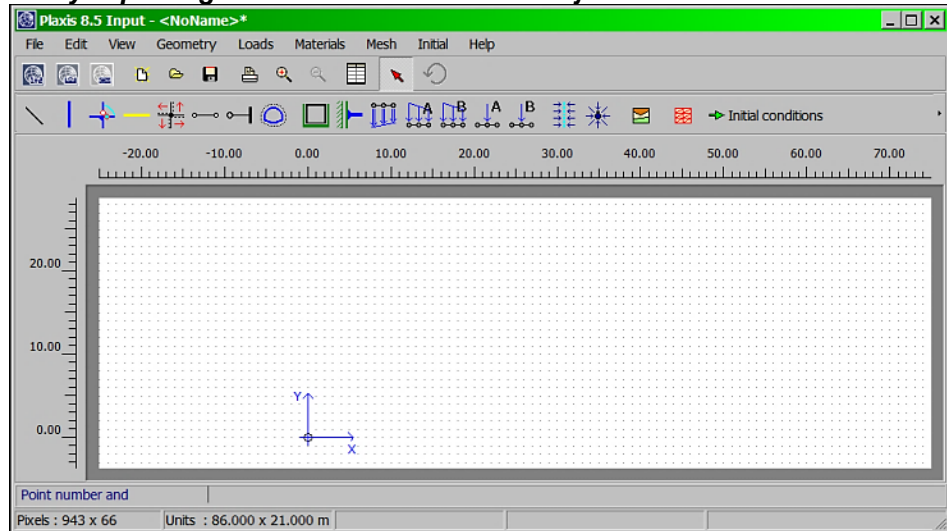 Plaxis 8.5 Input - <NoName>*
File Edit View Geometry Loads Materials Mesh Initial Help
A B A B Initial conditions
-20.00 -10.00 0.00 10.00 20.00 30.00 40.00 50.00 60.00 70.00
20.00
10.00
Y
0.00
X
Point number and
Pixels : 943 x 66 Units : 86.000 x 21.000 m